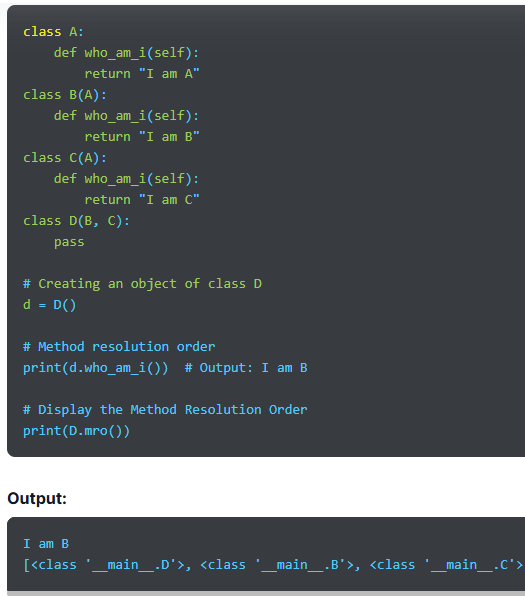 class A:
    def who_am_i(self):
        return "I am A"
class B(A):
    def who_am_i(self):
        return "I am B"
class C(A):
    def who_am_i(self):
        return "I am C"
class D(B, C):
    pass

# Creating an object of class D
d = D()

# Method resolution order
print(d.who_am_i())  # Output: I am B

# Display the Method Resolution Order
print(D.mro())

Output:

I am B
[<class '__main__.D'>, <class '__main__.B'>, <class '__main__.C'>